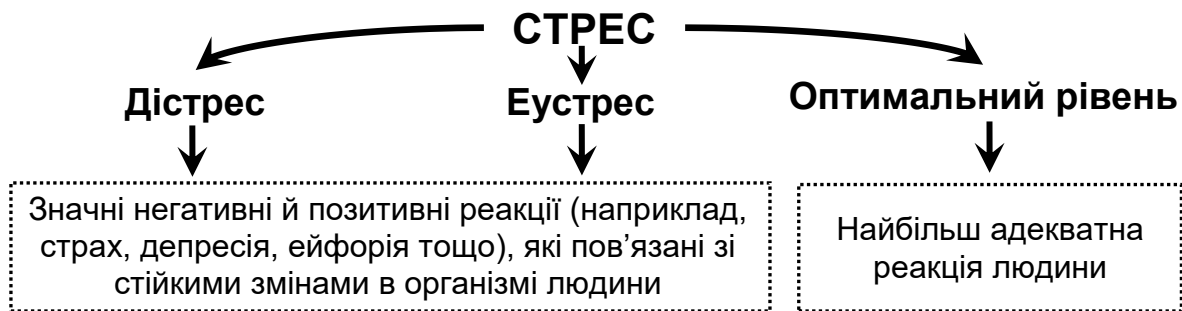 СТРЕС
Дістрес
Еустрес
Оптимальний рівень
Значні негативні й позитивні реакції (наприклад,
страх, депресія, ейфорія тощо), які пов’язані зі
стійкими змінами в організмі людини
Найбільш адекватна
реакція людини